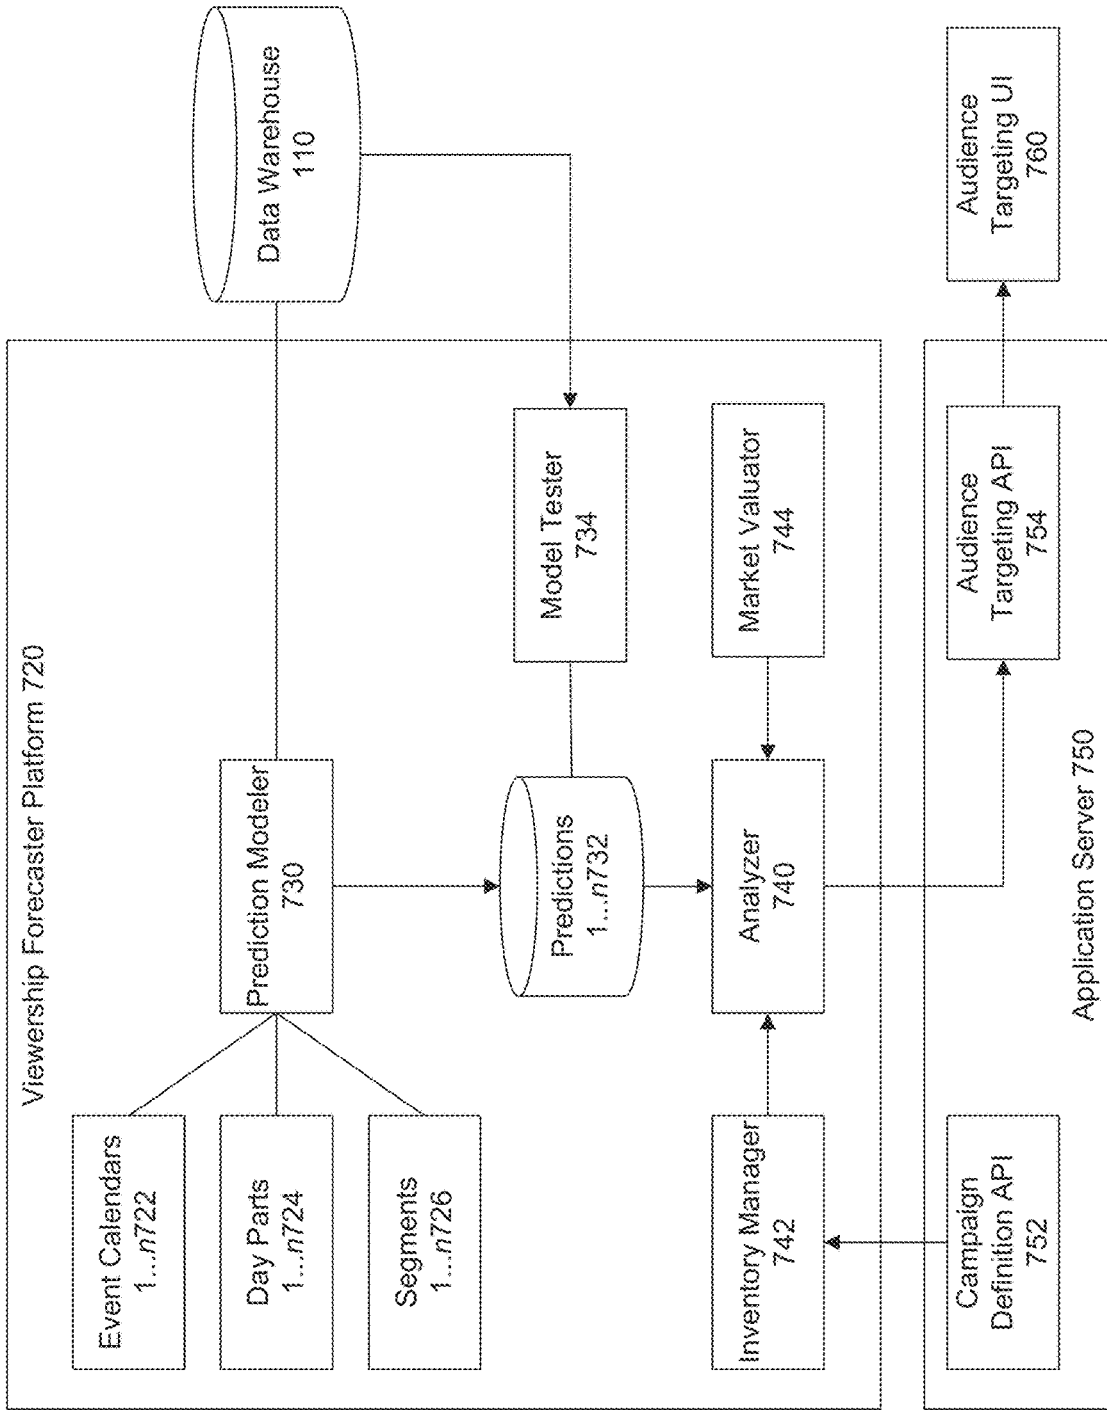 Viewership Forecaster Platform 720
Event Calendars
1...n722
Day Parts
1...n724
Segments
1...n726
Prediction Modeler
730
Data Warehouse
110
Predictions
1...n732
Model Tester
734
Inventory Manager
742
Analyzer
740
Market Valuator
744
Campaign
Definition API
752
Audience
Targeting API
754
Audience
Targeting UI
760
Application Server 750